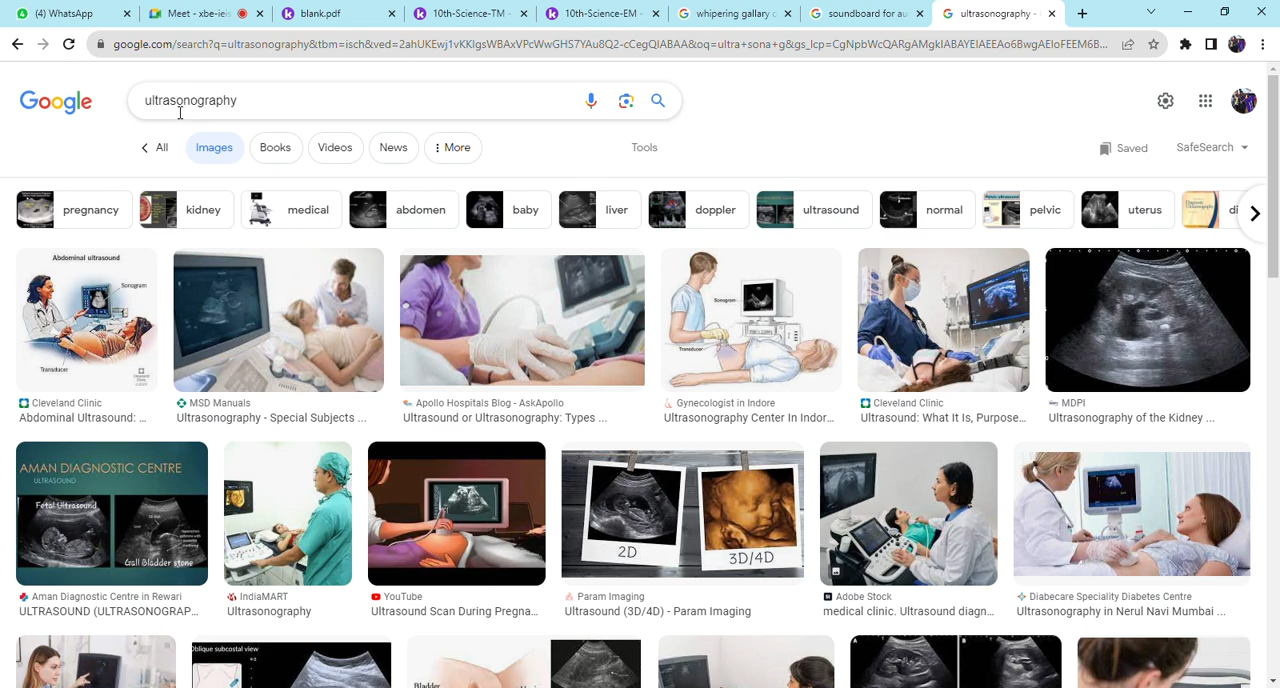 (4) WhatsApp
Meet - xbe-eis
blank.pdf
10th-Science-TM -
10th-Science-EM -
whipering gallary c
soundboard for au
ultrasonography -
google.com/search?q=ultrasonography&tbm=isch&ved=2ahUKEwj1vKKlgsWBAxVPcWwGHS7YAu8Q2-cCegQIABAA&oq=ultra+sona+g&gs_lcp=CgNpbWcQARgAMgkIABAYEIAEEAo6BwgAEIoFEEM6B...
Google
ultrasonography
All
Images
Books
Videos
News
More
Tools
Saved
SafeSearch
pregnancy
kidney
medical
abdomen
baby
liver
doppler
ultrasound
normal
pelvic
uterus
di
Abdominal ultrasound
Sonogram
Transducer
Cleveland Clinic
Sonogram
Transducer
Cleveland Clinic
Abdominal Ultrasound: ...
MSD Manuals
Ultrasonography - Special Subjects ...
Apollo Hospitals Blog - AskApollo
Ultrasound or Ultrasonography: Types ...
Gynecologist in Indore
Ultrasonography Center In Indor...
Cleveland Clinic
Ultrasound: What It Is, Purpose...
MDPI
Ultrasonography of the Kidney ...
AMAN DIAGNOSTIC CENTRE
ULTRASOUND
Fetal Ultrasound
Gall Bladder stone
2D
3D/4D
Aman Diagnostic Centre in Rewari
ULTRASOUND (ULTRASONOGRAP...
IndiaMART
Ultrasonography
YouTube
Ultrasound Scan During Pregna...
Param Imaging
Ultrasound (3D/4D) - Param Imaging
Adobe Stock
medical clinic. Ultrasound diagn...
Diabecare Speciality Diabetes Centre
Ultrasonography in Nerul Navi Mumbai ...
Oblique subcostal view
Bladder
A
B